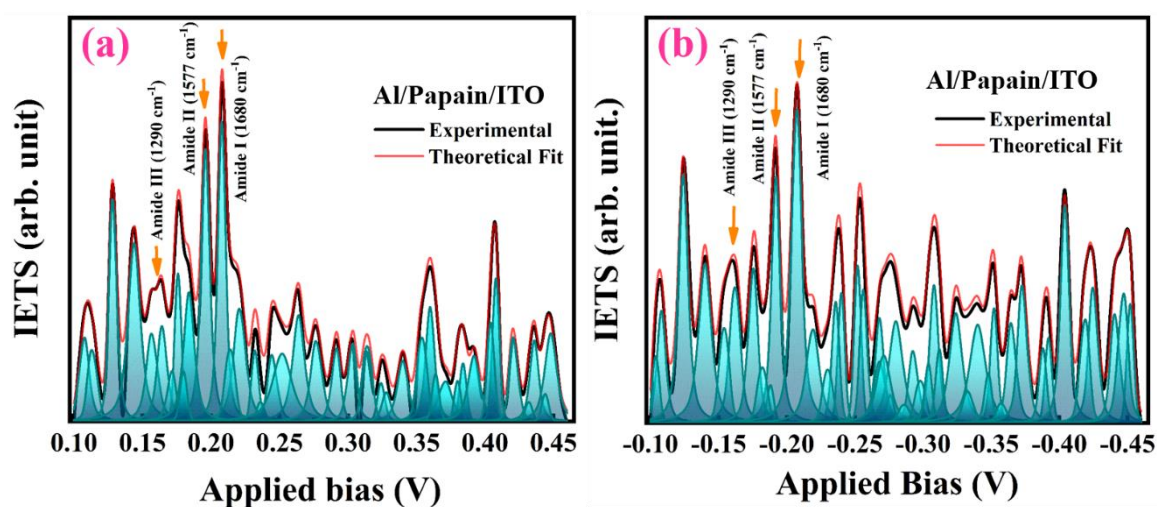 (a)
Amide III (1290 cm⁻¹)
Amide II (1577 cm⁻¹)
Amide I (1680 cm⁻¹)
Al/Papain/ITO
Experimental
Theoretical Fit
IETS (arb. unit)
0.10 0.15 0.20 0.25 0.30 0.35 0.40 0.45
Applied bias (V)
(b)
Amide III (1290 cm⁻¹)
Amide II (1577 cm⁻¹)
Amide I (1680 cm⁻¹)
Al/Papain/ITO
Experimental
Theoretical Fit
IETS (arb. unit.)
-0.10 -0.15 -0.20 -0.25 -0.30 -0.35 -0.40 -0.45
Applied Bias (V)